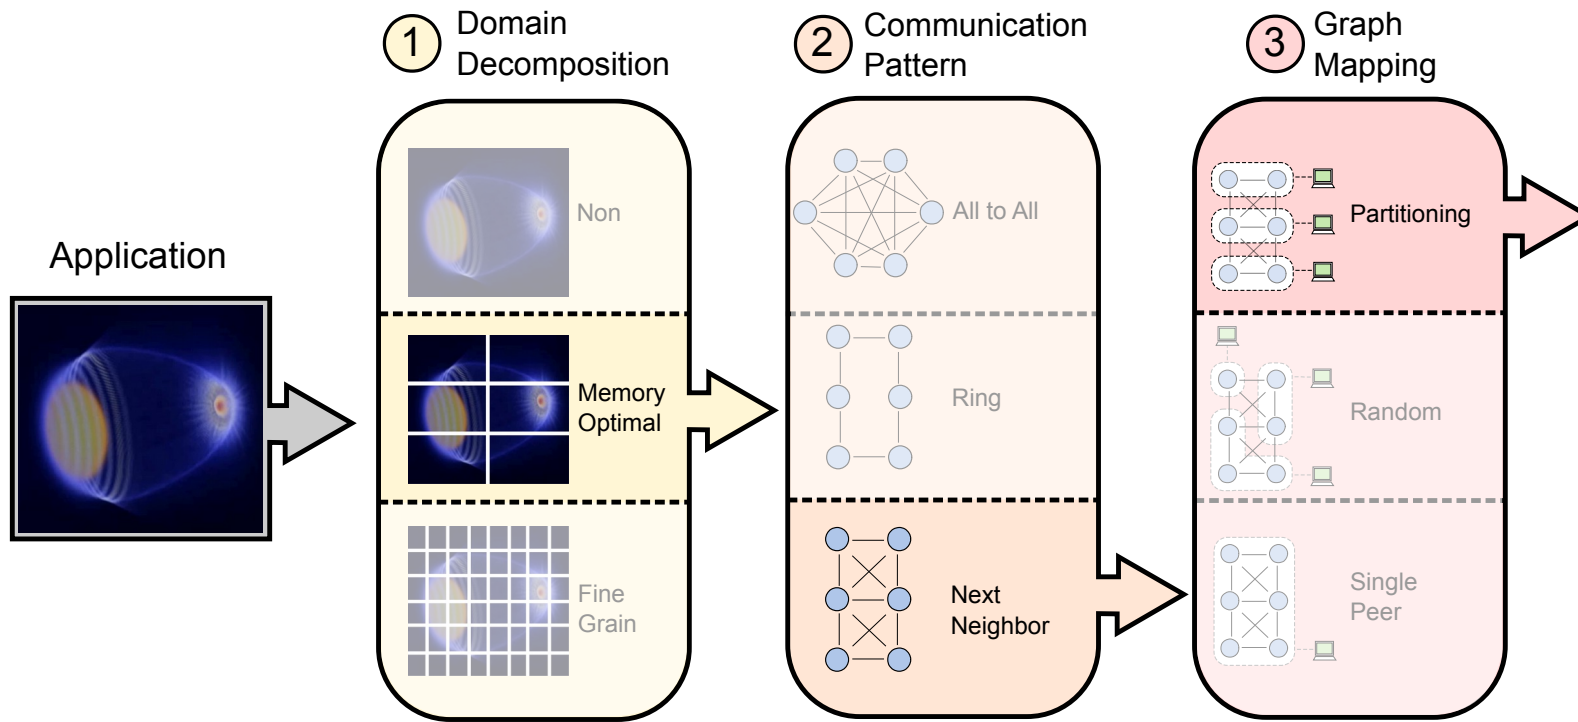 Application
1
Domain
Decomposition
Non
Memory
Optimal
Fine
Grain
2
Communication
Pattern
All to All
Ring
Next
Neighbor
3
Graph
Mapping
Partitioning
Random
Single
Peer